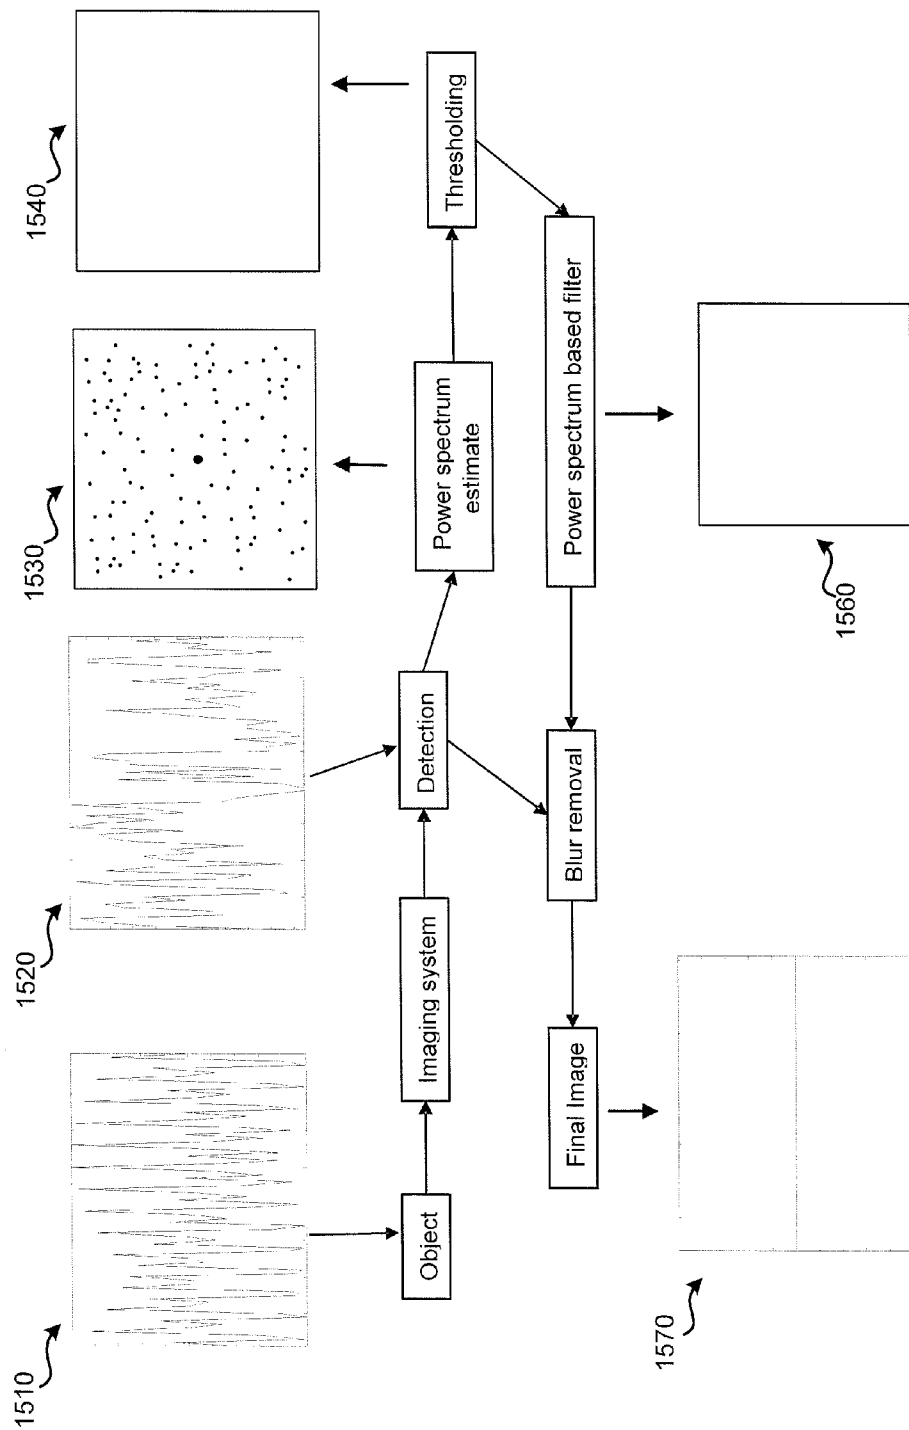 1510
1520
1530
1540
Object
Imaging system
Detection
Power spectrum
estimate
Thresholding
Final Image
Blur removal
Power spectrum based filter
1570
1560